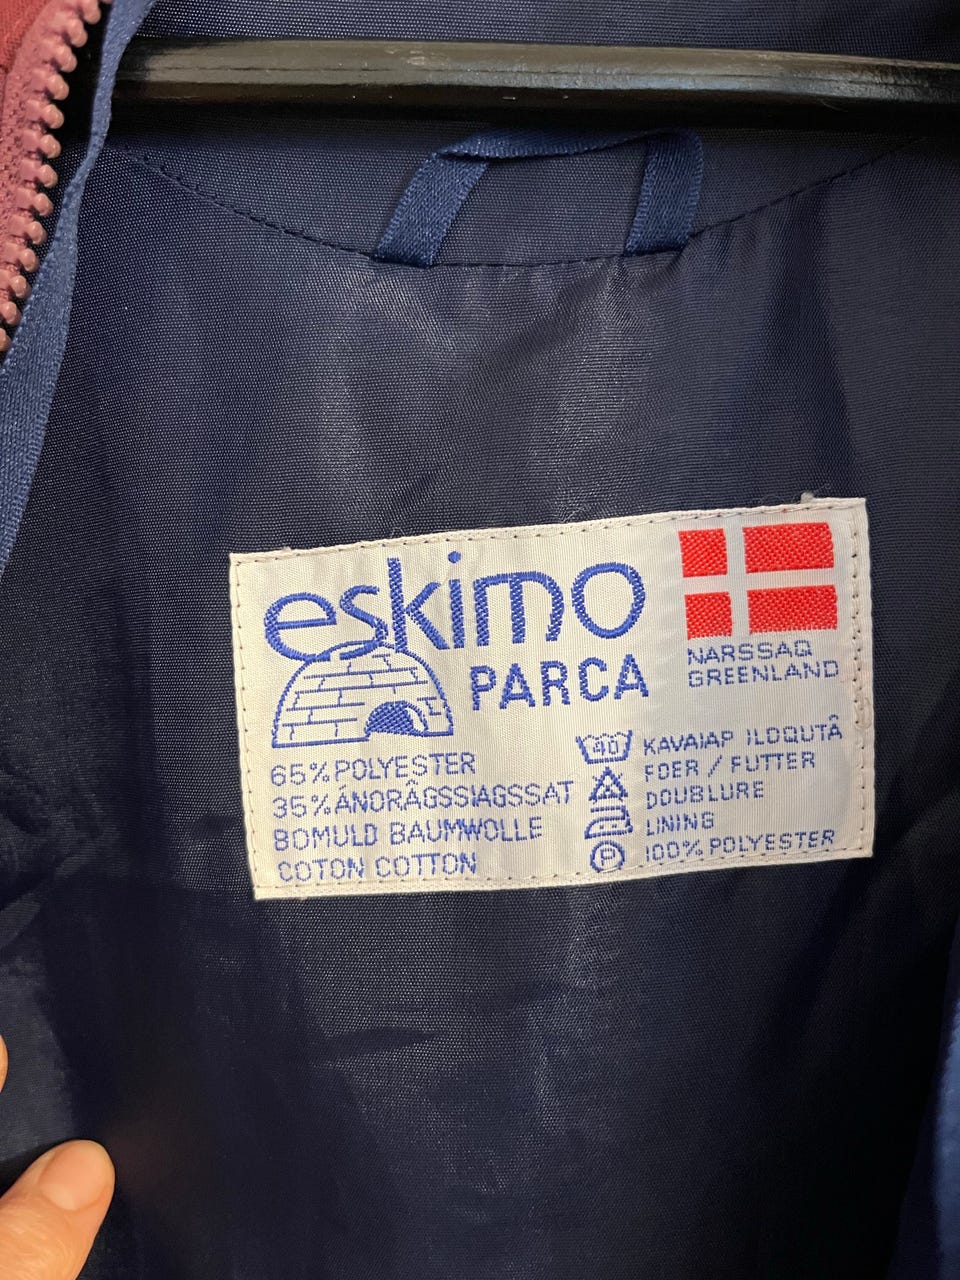 eskimo
PARCA
NARSSAQ
GREENLAND
65% POLYESTER
35% ÁNORÂGSSIAGSSAT
BOMULD BAUMWOLLE
COTON COTTON
40
P
KAVAIAP ILOQUTÂ
FOER / FUTTER
DOUBLURE
LINING
100% POLYESTER